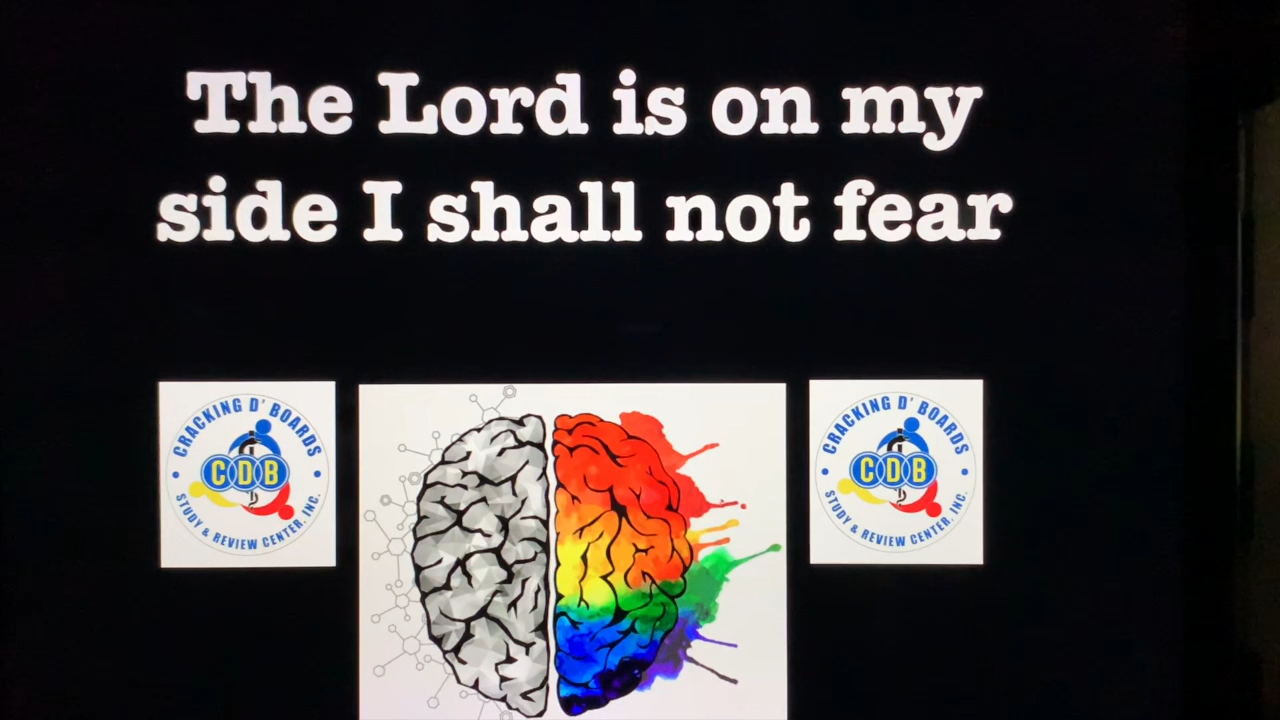 The Lord is on my
side I shall not fear
CRACKING D' BOARDS
CDB
STUDY & REVIEW CENTER, INC.
CRACKING D' BOARDS
CDB
STUDY & REVIEW CENTER, INC.